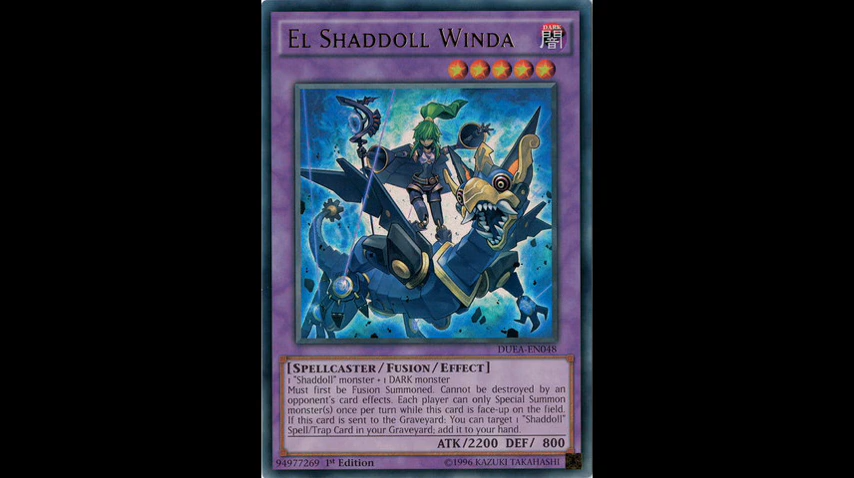 El Shaddoll Winda
DARK
闇
DUEA-EN048
[Spellcaster/Fusion/Effect]
1 "Shaddoll" monster + 1 DARK monster
Must first be Fusion Summoned. Cannot be destroyed by an
opponent's card effects. Each player can only Special Summon
monster(s) once per turn while this card is face-up on the field.
If this card is sent to the Graveyard: You can target 1 "Shaddoll"
Spell/Trap Card in your Graveyard; add it to your hand.
ATK/2200 DEF/ 800
94977269 1st Edition ©1996 KAZUKI TAKAHASHI